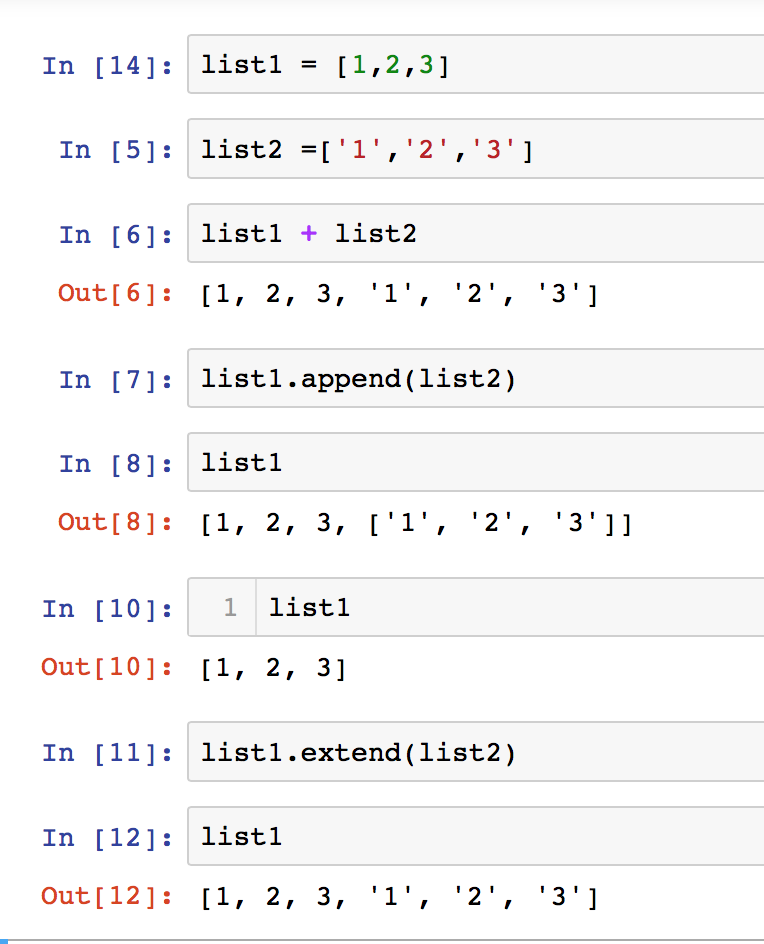 In [14]: list1 = [1,2,3]
In [5]: list2 =['1','2','3']
In [6]: list1 + list2
Out[6]: [1, 2, 3, '1', '2', '3']
In [7]: list1.append(list2)
In [8]: list1
Out[8]: [1, 2, 3, ['1', '2', '3']]
In [10]: 1 list1
Out[10]: [1, 2, 3]
In [11]: list1.extend(list2)
In [12]: list1
Out[12]: [1, 2, 3, '1', '2', '3']